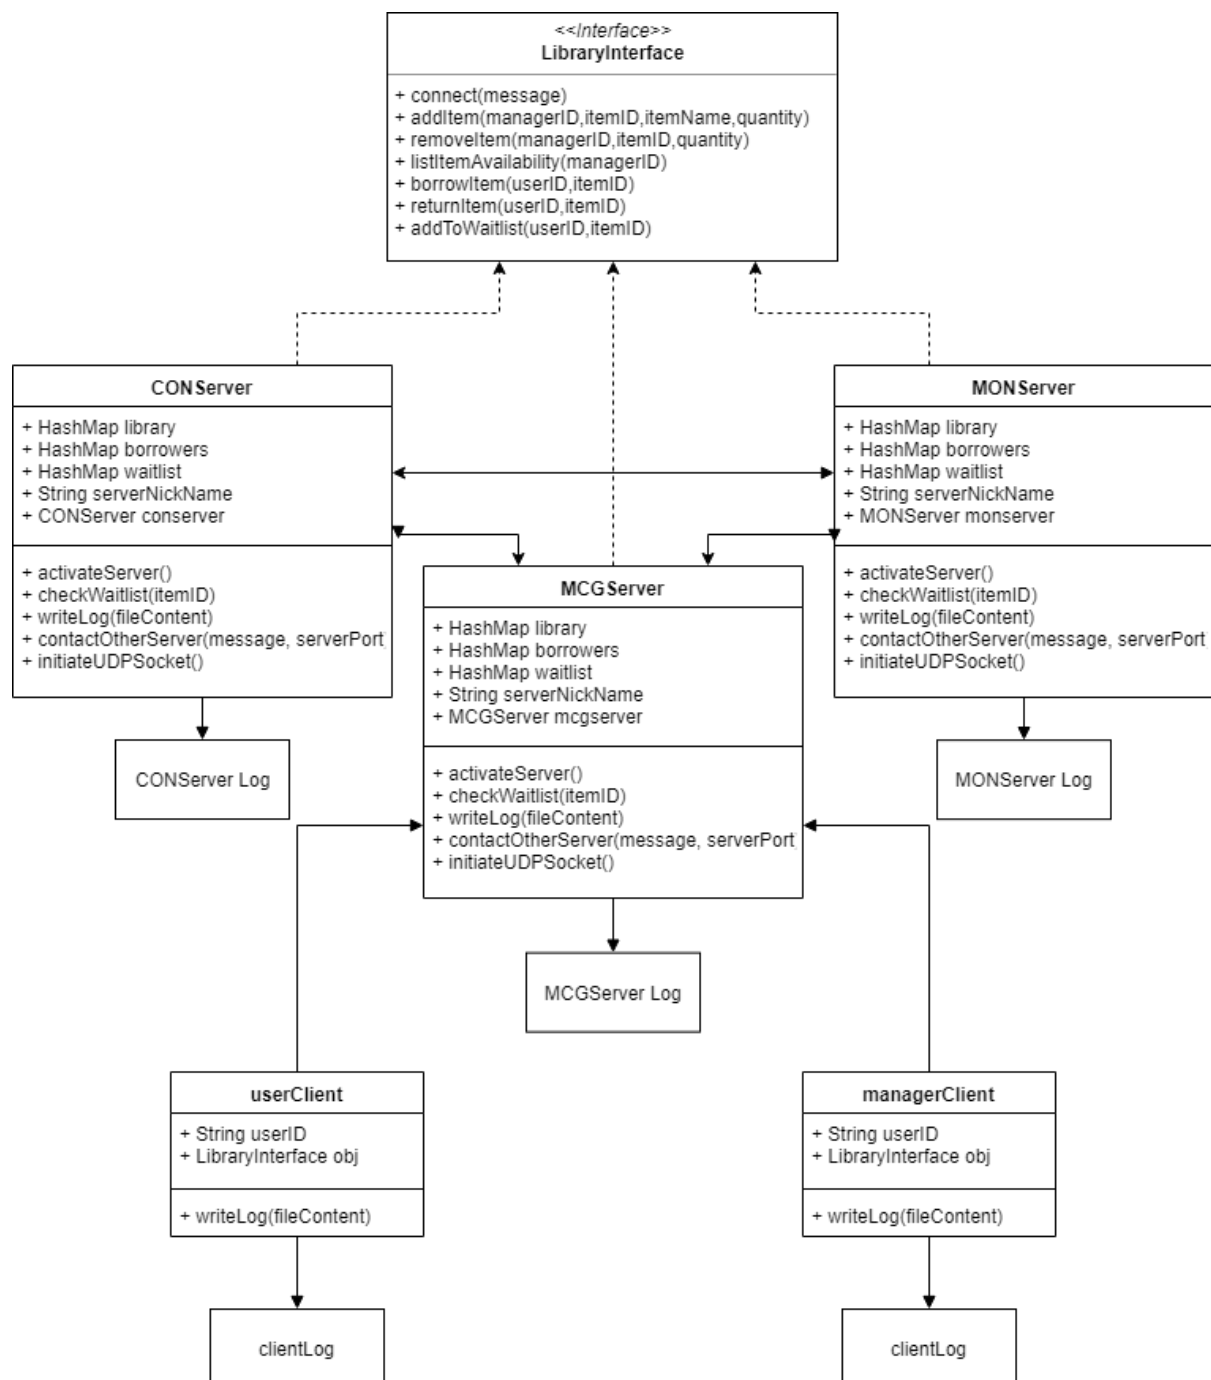 <<Interface>>
LibraryInterface
+ connect(message)
+ addItem(managerID,itemID,itemName,quantity)
+ removeItem(managerID,itemID,quantity)
+ listItemAvailability(managerID)
+ borrowItem(userID,itemID)
+ returnItem(userID,itemID)
+ addToWaitlist(userID,itemID)
CONServer
+ HashMap library
+ HashMap borrowers
+ HashMap waitlist
+ String serverNickName
+ CONServer conserver
+ activateServer()
+ checkWaitlist(itemID)
+ writeLog(fileContent)
+ contactOtherServer(message, serverPort)
+ initiateUDPSocket()
MONServer
+ HashMap library
+ HashMap borrowers
+ HashMap waitlist
+ String serverNickName
+ MONServer monserver
+ activateServer()
+ checkWaitlist(itemID)
+ writeLog(fileContent)
+ contactOtherServer(message, serverPort)
+ initiateUDPSocket()
MCGServer
+ HashMap library
+ HashMap borrowers
+ HashMap waitlist
+ String serverNickName
+ MCGServer mcgserver
+ activateServer()
+ checkWaitlist(itemID)
+ writeLog(fileContent)
+ contactOtherServer(message, serverPort)
+ initiateUDPSocket()
CONServer Log
MONServer Log
MCGServer Log
userClient
+ String userID
+ LibraryInterface obj
+ writeLog(fileContent)
managerClient
+ String userID
+ LibraryInterface obj
+ writeLog(fileContent)
clientLog
clientLog